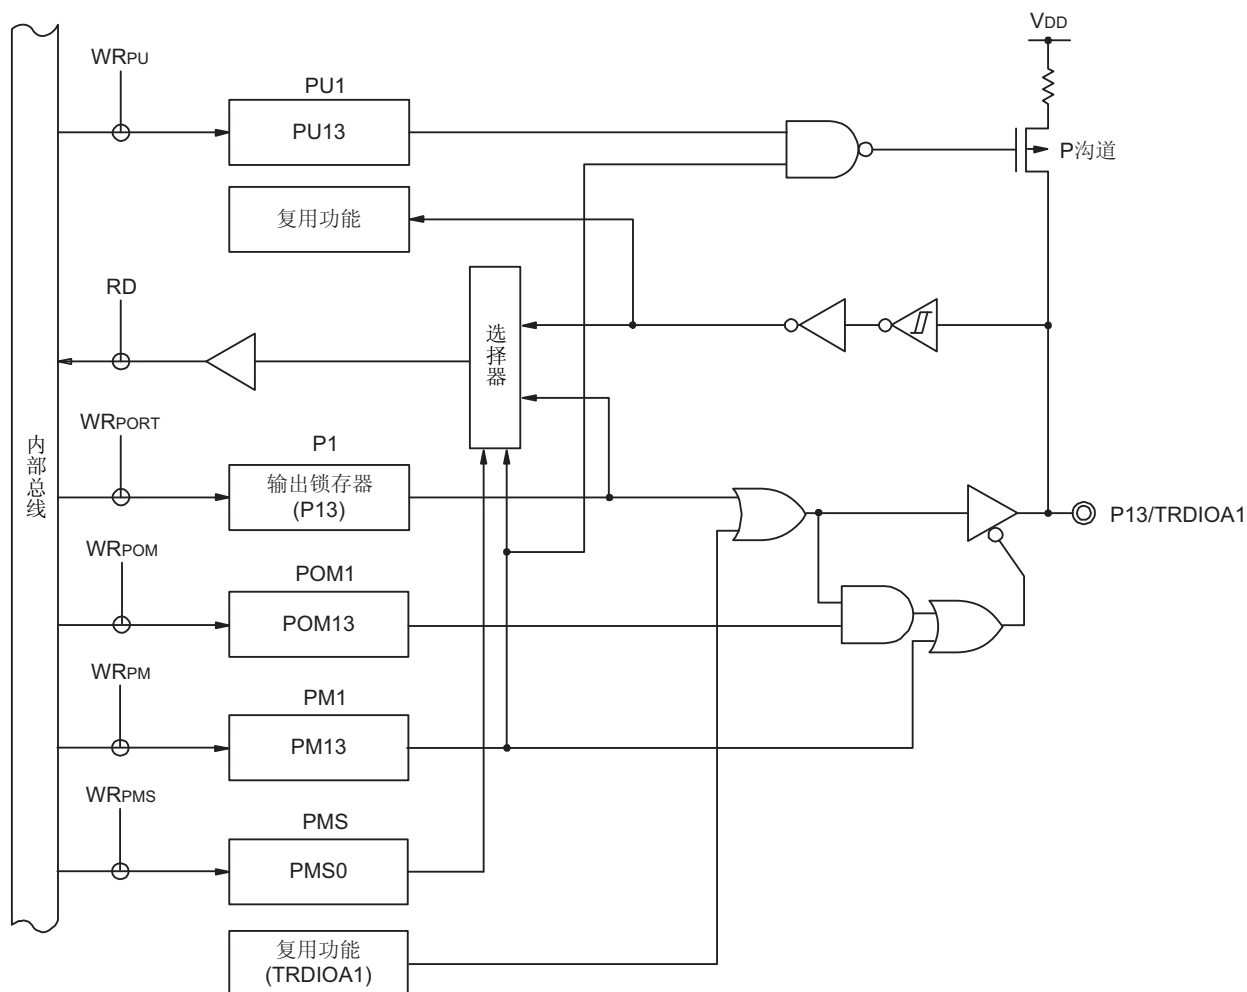 VDD
WRPU
PU1
PU13
P沟道
复用功能
RD
选择器
WRPORT
P1
内部总线
输出锁存器
(P13)
P13/TRDIOA1
WRPOM
POM1
POM13
WRPM
PM1
PM13
WRPMS
PMS
PMS0
复用功能
(TRDIOA1)